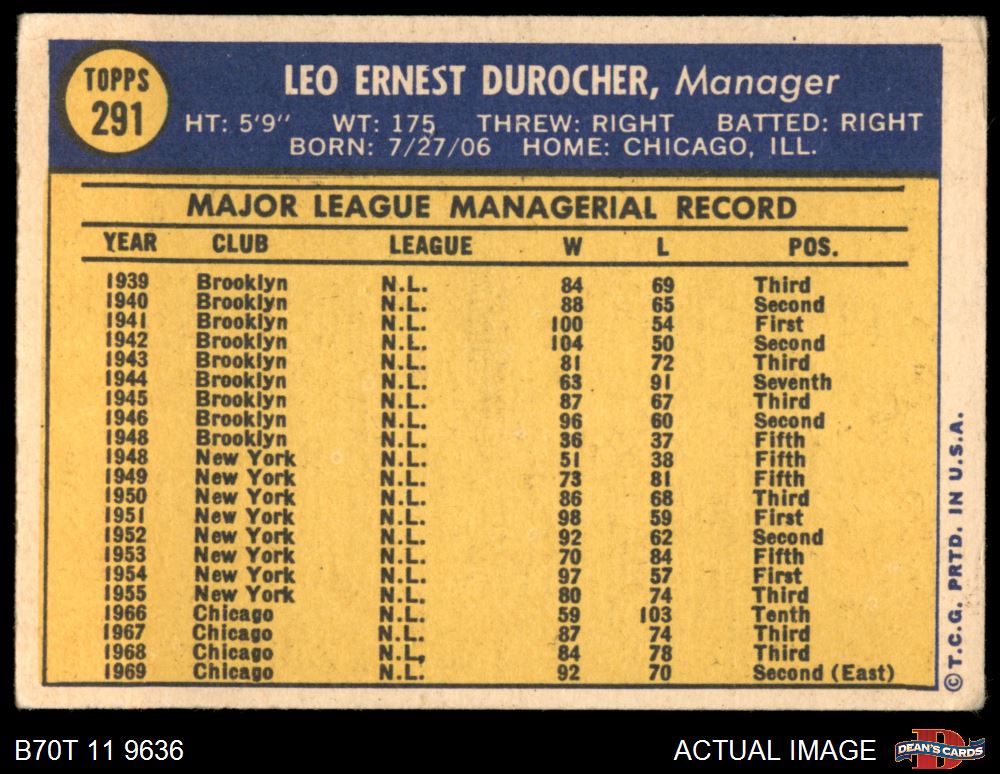 TOPPS
291
LEO ERNEST DUROCHER, Manager
HT: 5'9" WT: 175 THREW: RIGHT BATTED: RIGHT
BORN: 7/27/06 HOME: CHICAGO, ILL.
MAJOR LEAGUE MANAGERIAL RECORD
YEAR CLUB LEAGUE W L POS.
1939 Brooklyn N.L. 84 69 Third
1940 Brooklyn N.L. 88 65 Second
1941 Brooklyn N.L. 100 54 First
1942 Brooklyn N.L. 104 50 Second
1943 Brooklyn N.L. 81 72 Third
1944 Brooklyn N.L. 63 91 Seventh
1945 Brooklyn N.L. 87 67 Third
1946 Brooklyn N.L. 96 60 Second
1948 Brooklyn N.L. 36 37 Fifth
1948 New York N.L. 51 38 Fifth
1949 New York N.L. 73 81 Fifth
1950 New York N.L. 86 68 Third
1951 New York N.L. 98 59 First
1952 New York N.L. 92 62 Second
1953 New York N.L. 70 84 Fifth
1954 New York N.L. 97 57 First
1955 New York N.L. 80 74 Third
1966 Chicago N.L. 59 103 Tenth
1967 Chicago N.L. 87 74 Third
1968 Chicago N.L. 84 78 Third
1969 Chicago N.L. 92 70 Second (East)
© T.C.G. PRTD. IN U.S.A.
B70T 11 9636
ACTUAL IMAGE
D
DEAN'S CARDS